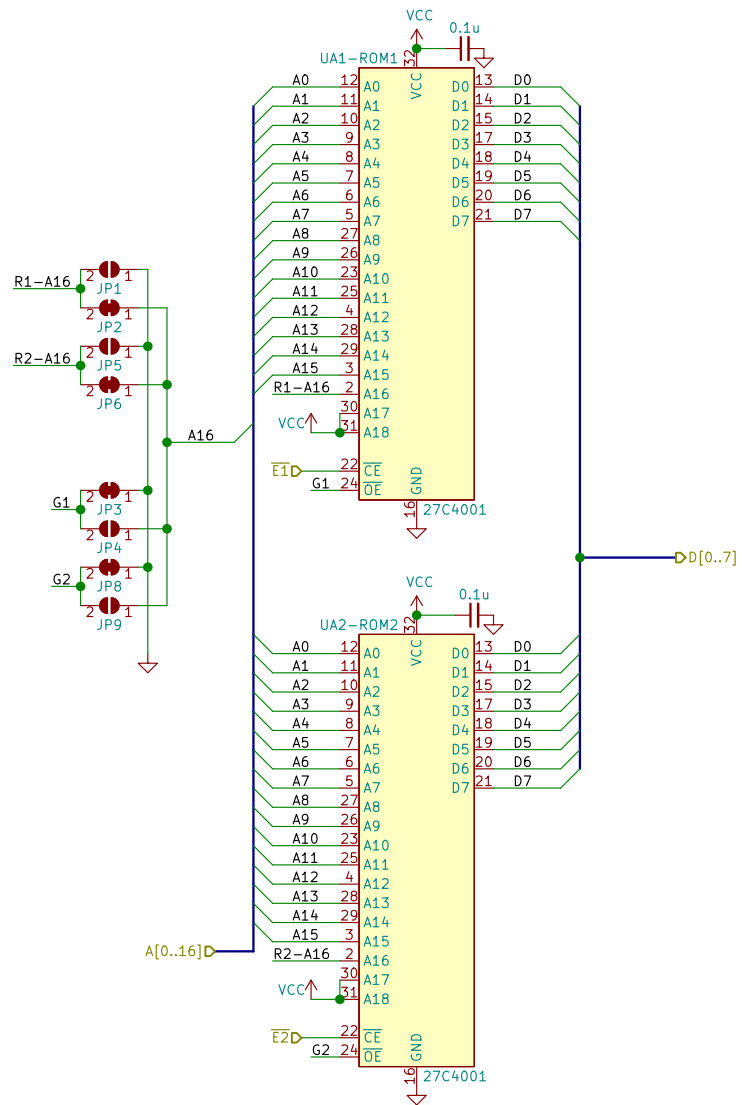 VCC
0.1u
UA1-ROM1
32
VCC
A0 12 A0 D0 13 D0
A1 11 A1 D1 14 D1
A2 10 A2 D2 15 D2
A3 9 A3 D3 17 D3
A4 8 A4 D4 18 D4
A5 7 A5 D5 19 D5
A6 6 A6 D6 20 D6
A7 5 A7 D7 21 D7
A8 27 A8
A9 26 A9
A10 23 A10
A11 25 A11
A12 4 A12
A13 28 A13
A14 29 A14
A15 3 A15
R1-A16 2 A16
30 A17
VCC 31 A18
E1 22 CE
G1 24 OE
GND
16
27C4001
R1-A16
2 1
JP1
2 1
JP2
R2-A16
2 1
JP5
2 1
JP6
A16
G1
2 1
JP3
2 1
JP4
G2
2 1
JP8
2 1
JP9
D[0..7]
VCC
0.1u
UA2-ROM2
32
VCC
A0 12 A0 D0 13 D0
A1 11 A1 D1 14 D1
A2 10 A2 D2 15 D2
A3 9 A3 D3 17 D3
A4 8 A4 D4 18 D4
A5 7 A5 D5 19 D5
A6 6 A6 D6 20 D6
A7 5 A7 D7 21 D7
A8 27 A8
A9 26 A9
A10 23 A10
A11 25 A11
A12 4 A12
A13 28 A13
A14 29 A14
A15 3 A15
A[0..16]
R2-A16 2 A16
30 A17
VCC 31 A18
E2 22 CE
G2 24 OE
GND
16
27C4001